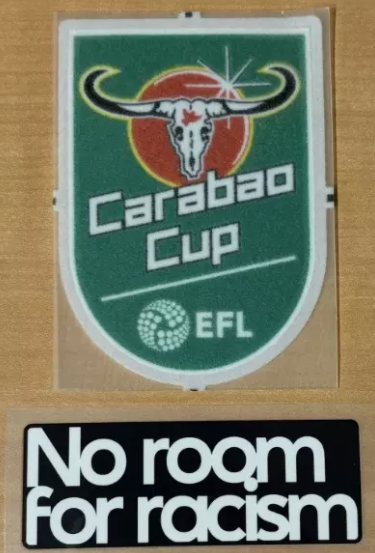 Carabao
Cup
EFL
No room
for racism